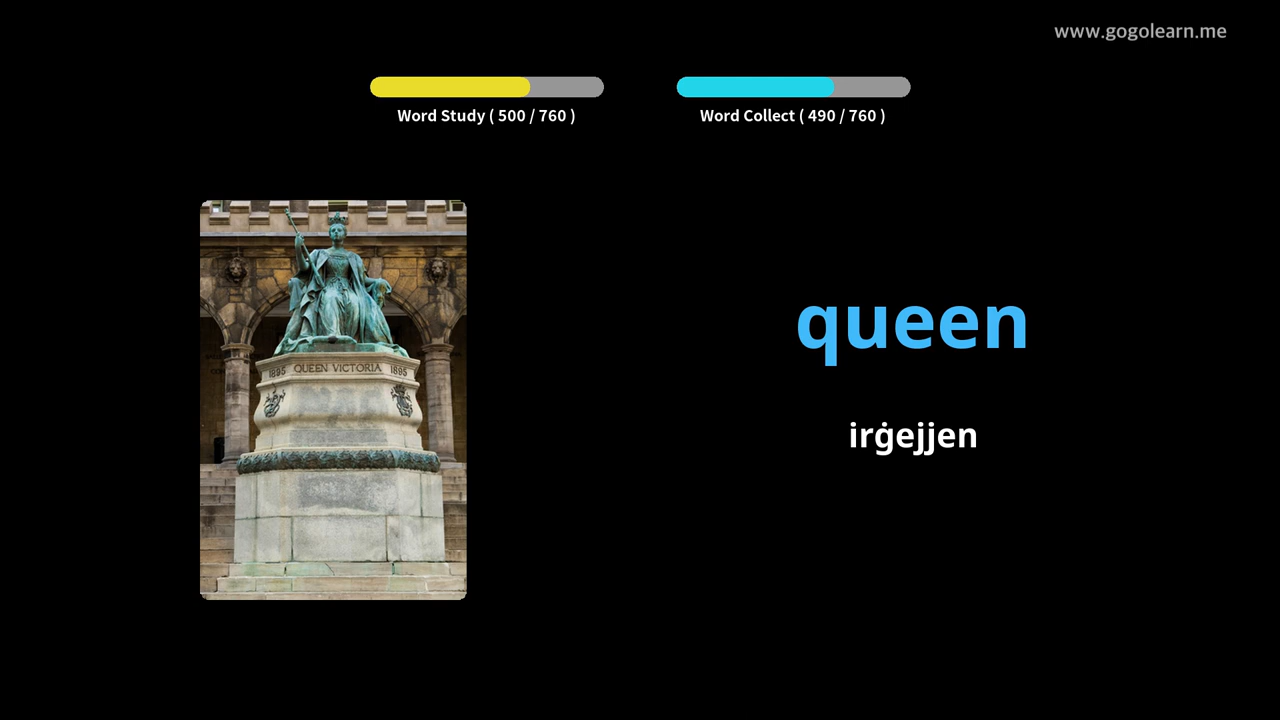 www.gogolearn.me
Word Study ( 500 / 760 )
Word Collect ( 490 / 760 )
1895 QUEEN VICTORIA 1895
queen
irġejjen